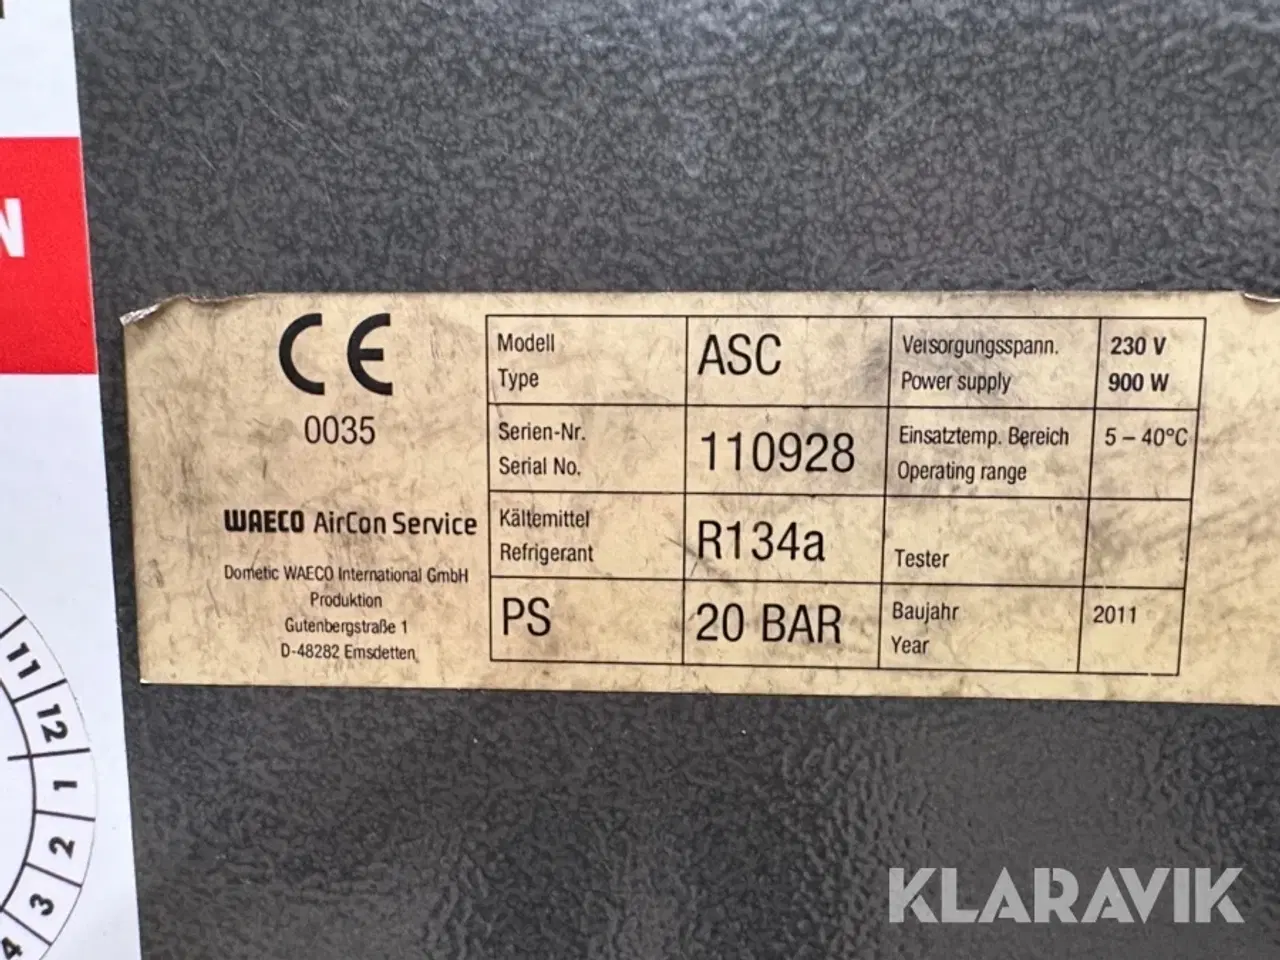 N
CE
0035
WAECO AirCon Service
Dometic WAECO International GmbH
Produktion
Gutenbergstraße 1
D-48282 Emsdetten
Modell
Type
ASC
Versorgungsspann.
Power supply
230 V
900 W
Serien-Nr.
Serial No.
110928
Einsatztemp. Bereich
Operating range
5 – 40°C
Kältemittel
Refrigerant
R134a
Tester
PS
20 BAR
Baujahr
Year
2011
11
12
1
2
3
4
KLARAVIK